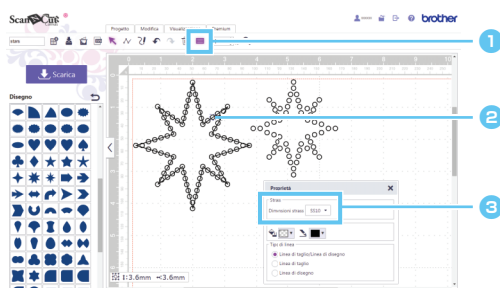 ScanNCut
brother
Progetto Modifica Visualizza Premium
Scarica
Disegno
Proprietà
Strass
Dimensioni strass SS10
Tipo di linea
Linea di taglio/Linea di disegno
Linea di taglio
Linea di disegno
3.6mm 3.6mm
1
2
3